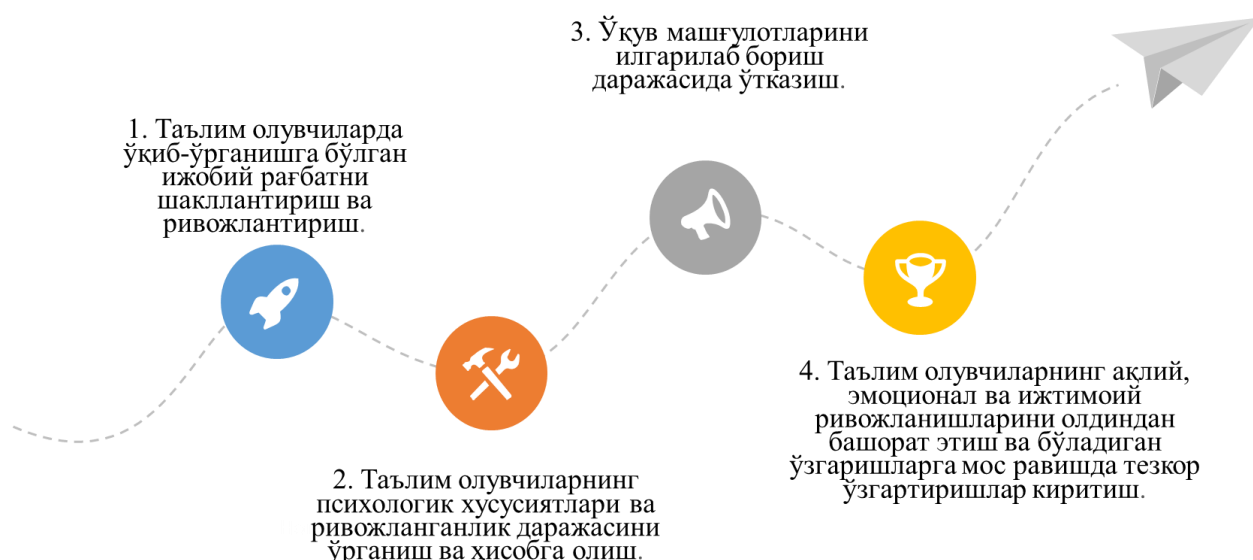 1. Таълим олувчиларда
ўқиб-ўрганишга бўлган
ижобий рағбатни
шакллантириш ва
ривожлантириш.
2. Таълим олувчиларнинг
психологик хусусиятлари ва
ривожланганлик даражасини
ўрганиш ва ҳисобга олиш.
3. Ўқув машғулотларини
илгарилаб бориш
даражасида ўтказиш.
4. Таълим олувчиларнинг ақлий,
эмоционал ва ижтимоий
ривожланишларини олдиндан
башорат этиш ва бўладиган
ўзгаришларга мос равишда тезкор
ўзгартиришлар киритиш.